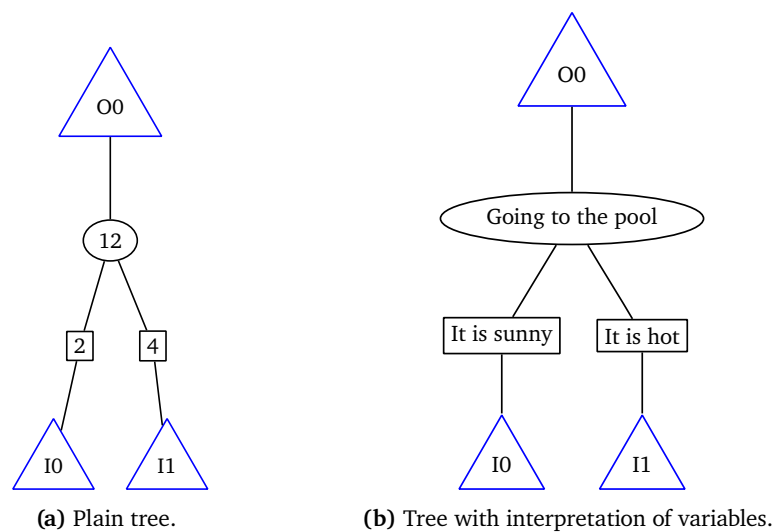 O0
12
2
4
I0
I1
(a) Plain tree.
O0
Going to the pool
It is sunny
It is hot
I0
I1
(b) Tree with interpretation of variables.